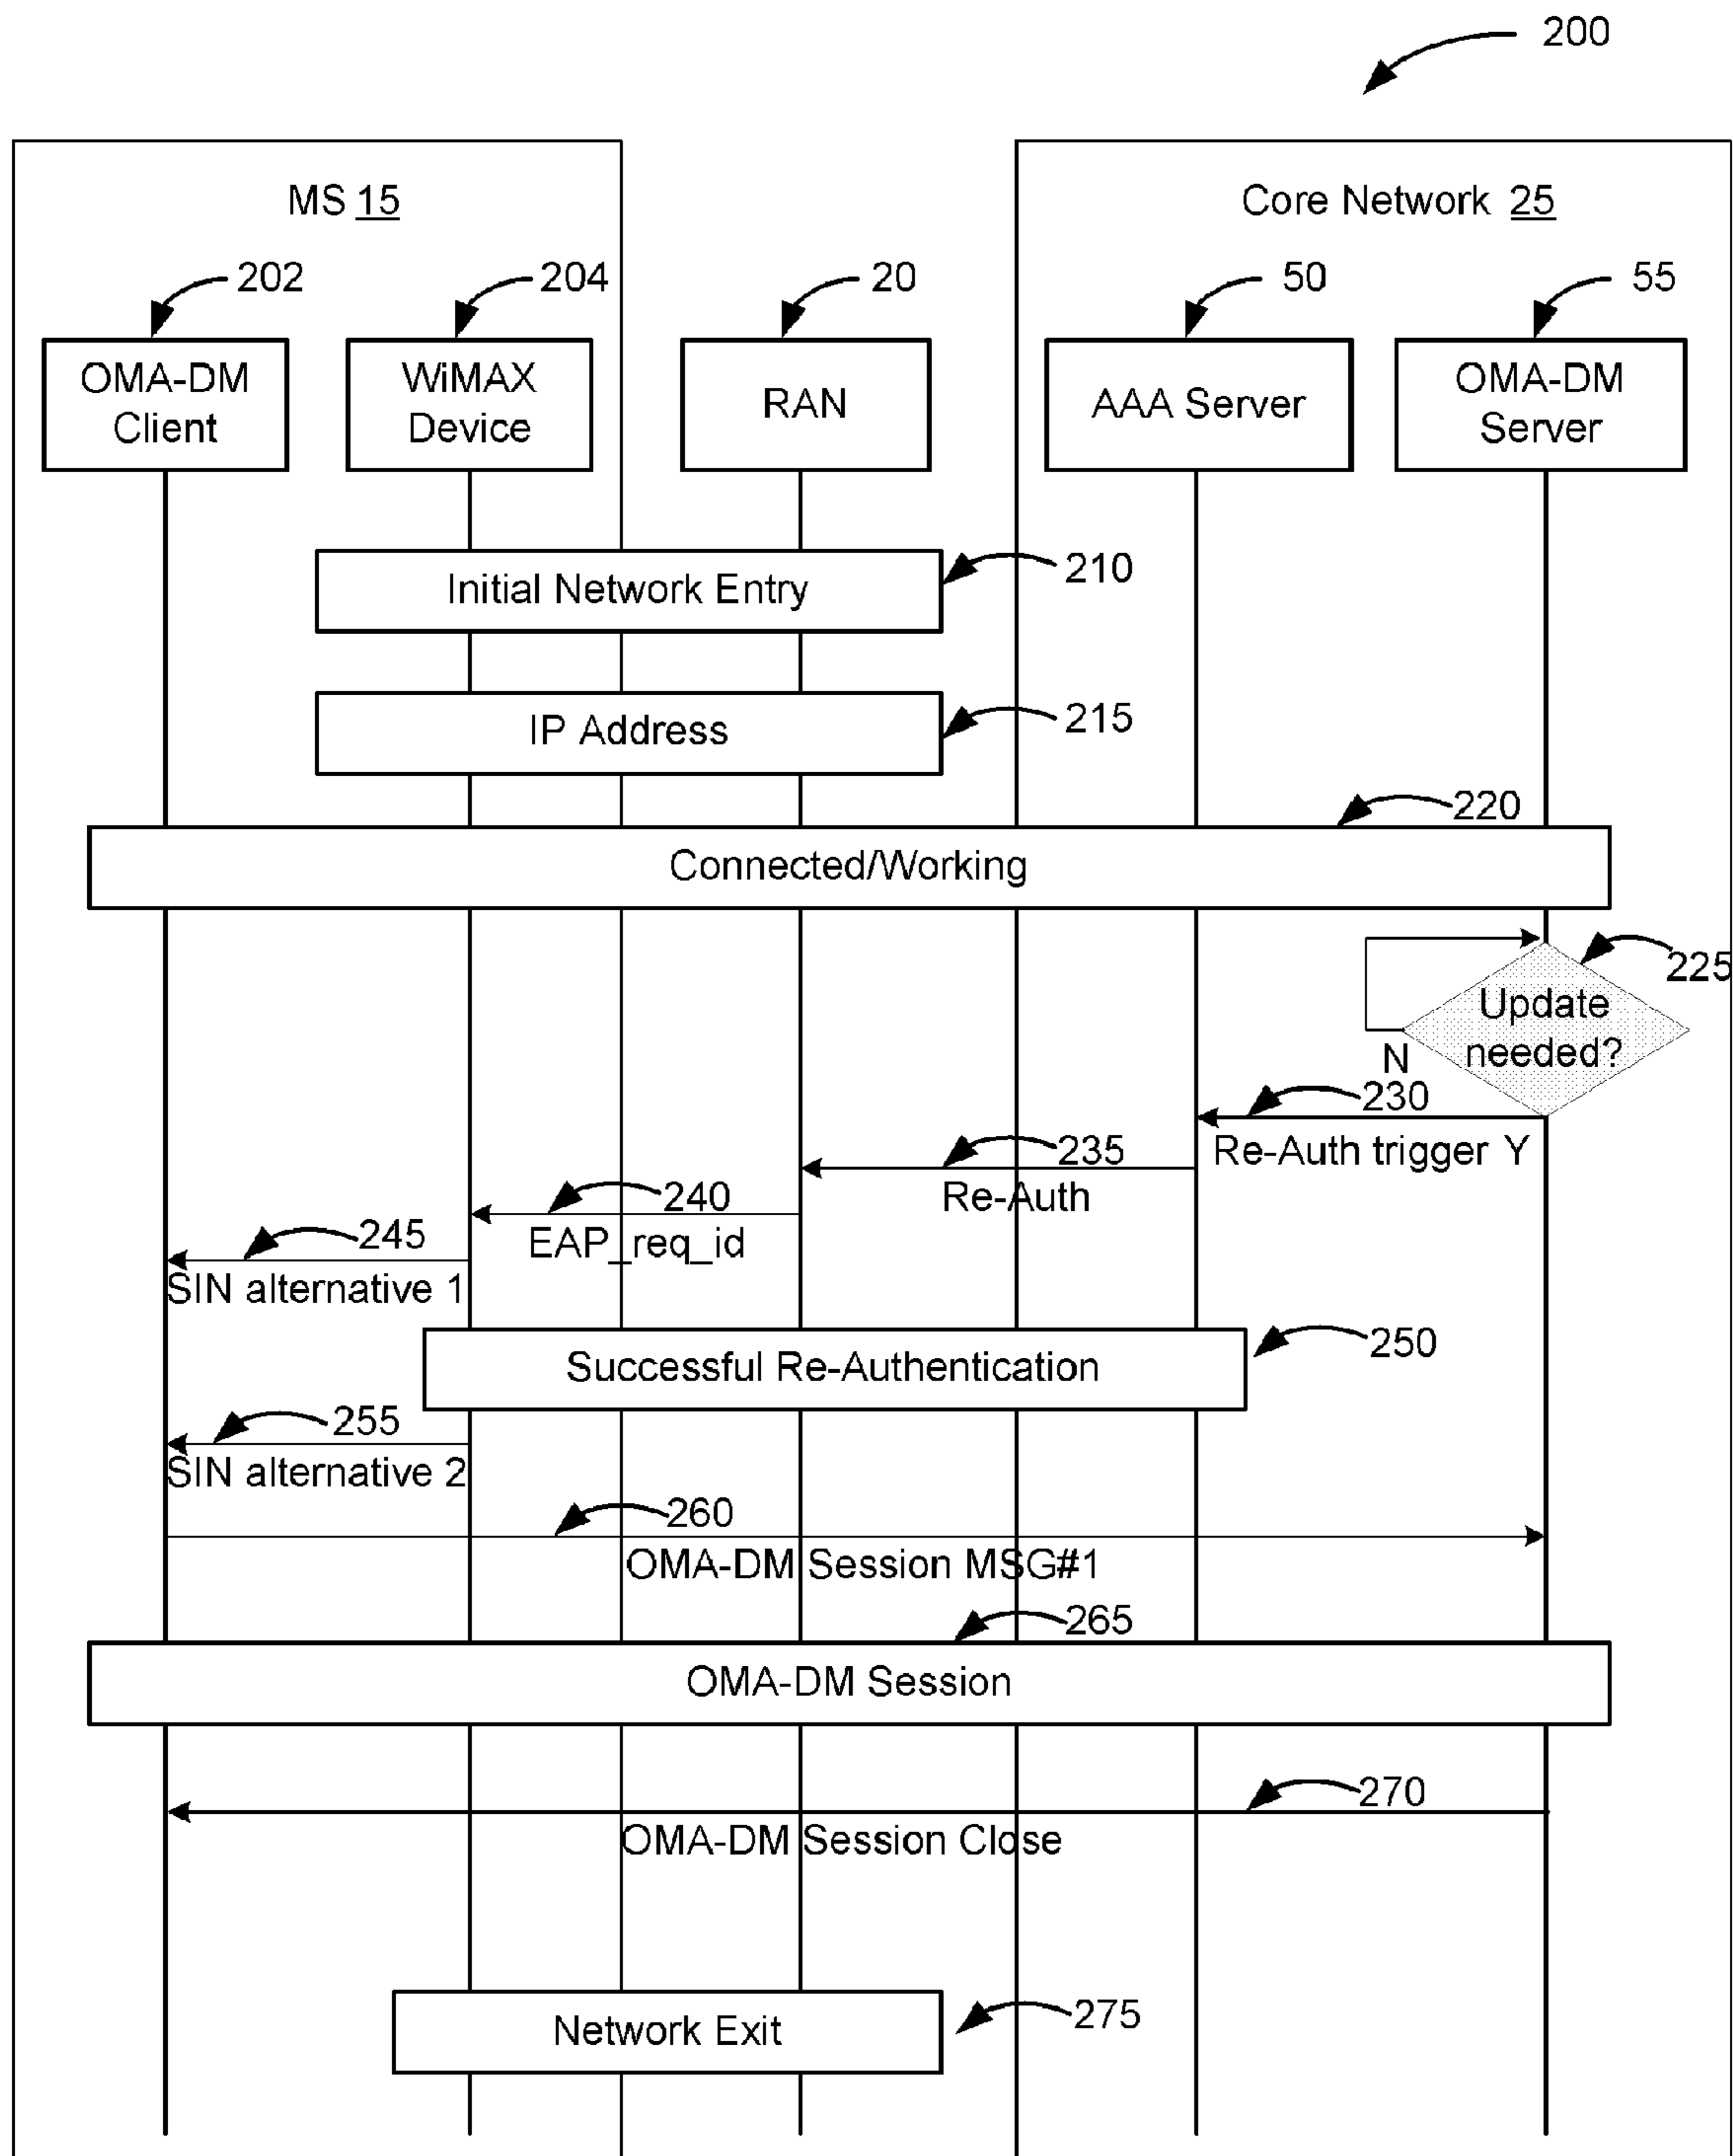 200
MS 15
Core Network 25
202
204
20
50
55
OMA-DM
Client
WiMAX
Device
RAN
AAA Server
OMA-DM
Server
Initial Network Entry
210
IP Address
215
220
Connected/Working
225
Update
needed?
N
230
Re-Auth trigger Y
235
Re-Auth
240
EAP_req_id
245
SIN alternative 1
Successful Re-Authentication
250
255
SIN alternative 2
260
OMA-DM Session MSG#1
265
OMA-DM Session
270
OMA-DM Session Close
Network Exit
275